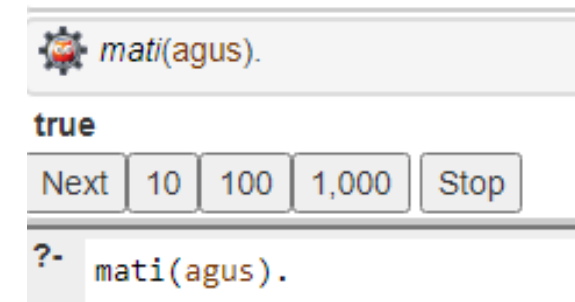 mati(agus).
true
Next 10 100 1,000 Stop
?- mati(agus).